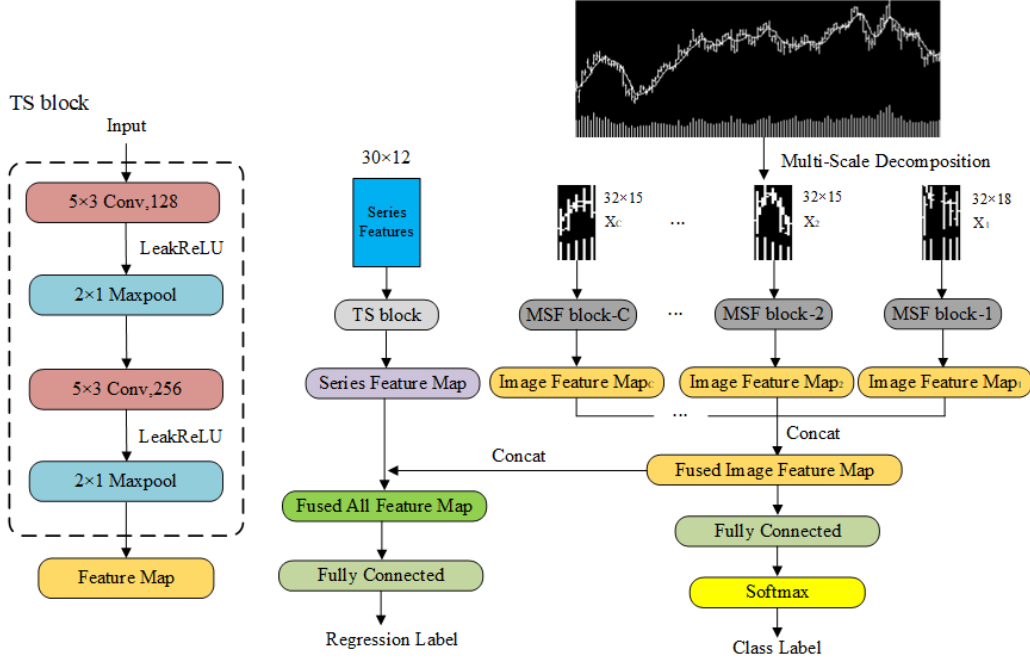 TS block
Input
5×3 Conv,128
LeakReLU
2×1 Maxpool
5×3 Conv,256
LeakReLU
2×1 Maxpool
Feature Map
Multi-Scale Decomposition
30×12
Series
Features
32×15
XC
...
32×15
X2
32×18
X1
TS block
MSF block-C
...
MSF block-2
MSF block-1
Series Feature Map
Image Feature MapC
Image Feature Map2
Image Feature Map1
...
Concat
Concat
Fused Image Feature Map
Fused All Feature Map
Fully Connected
Fully Connected
Softmax
Regression Label
Class Label